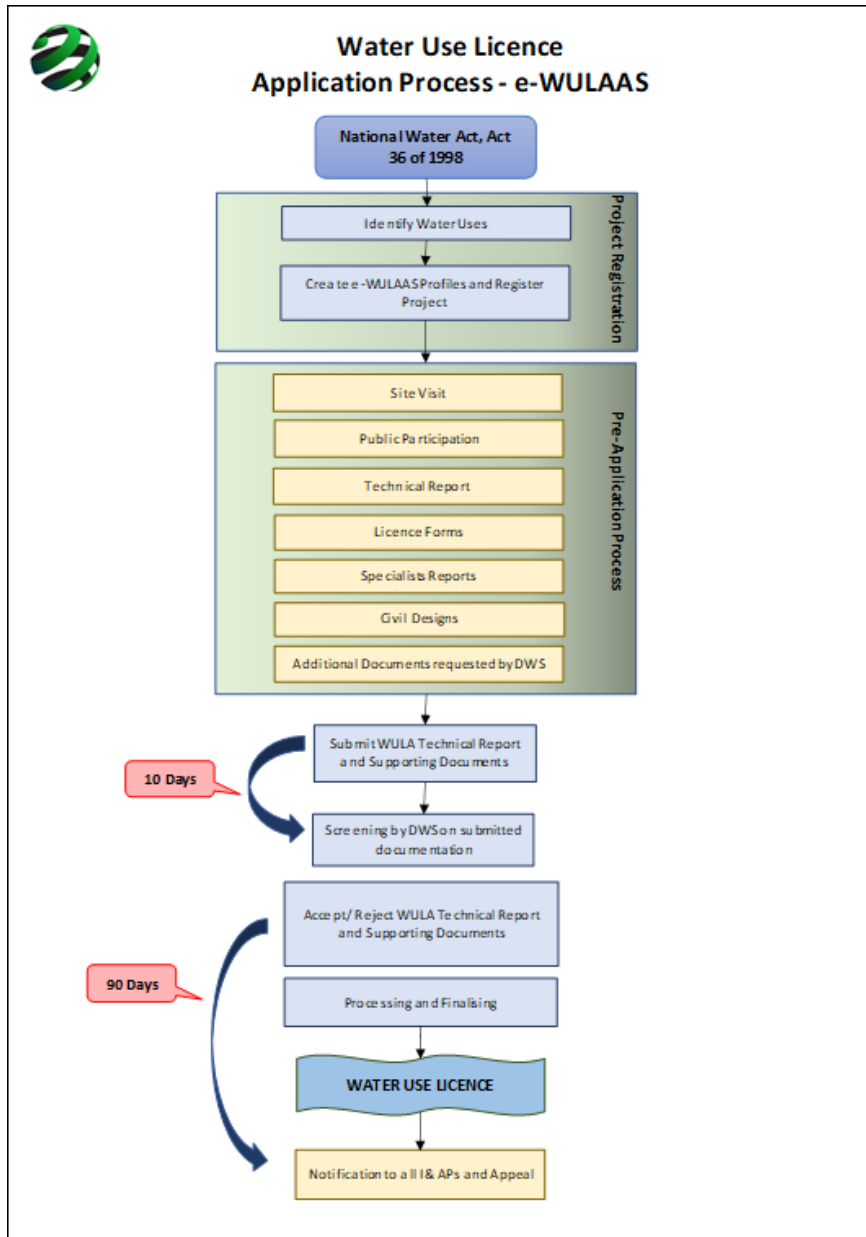 Water Use Licence
Application Process - e-WULAAS
National Water Act, Act
36 of 1998
Project Registration
Identify Water Uses
Create e-WULAAS Profiles and Register
Project
Pre-Application Process
Site Visit
Public Participation
Technical Report
Licence Forms
Specialists Reports
Civil Designs
Additional Documents requested by DWS
Submit WULA Technical Report
and Supporting Documents
10 Days
Screening by DWS on submitted
documentation
Accept/ Reject WULA Technical Report
and Supporting Documents
90 Days
Processing and Finalising
WATER USE LICENCE
Notification to all I & APs and Appeal